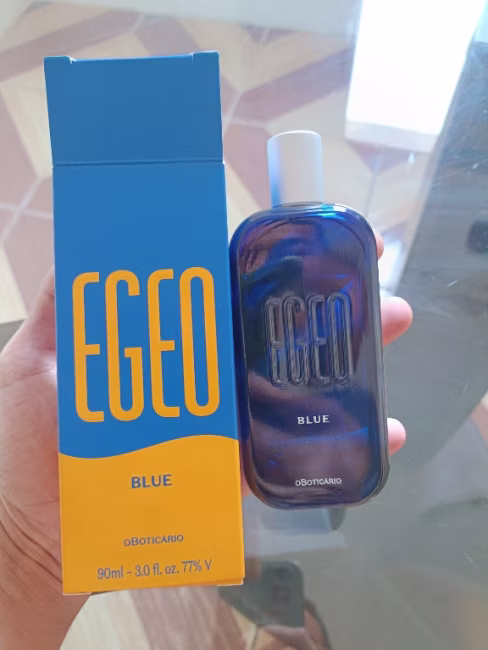 EGEO
BLUE
oBOTICÁRIO
90ml - 3.0 fl. oz. 77% V
EGEO
BLUE
oBOTICÁRIO